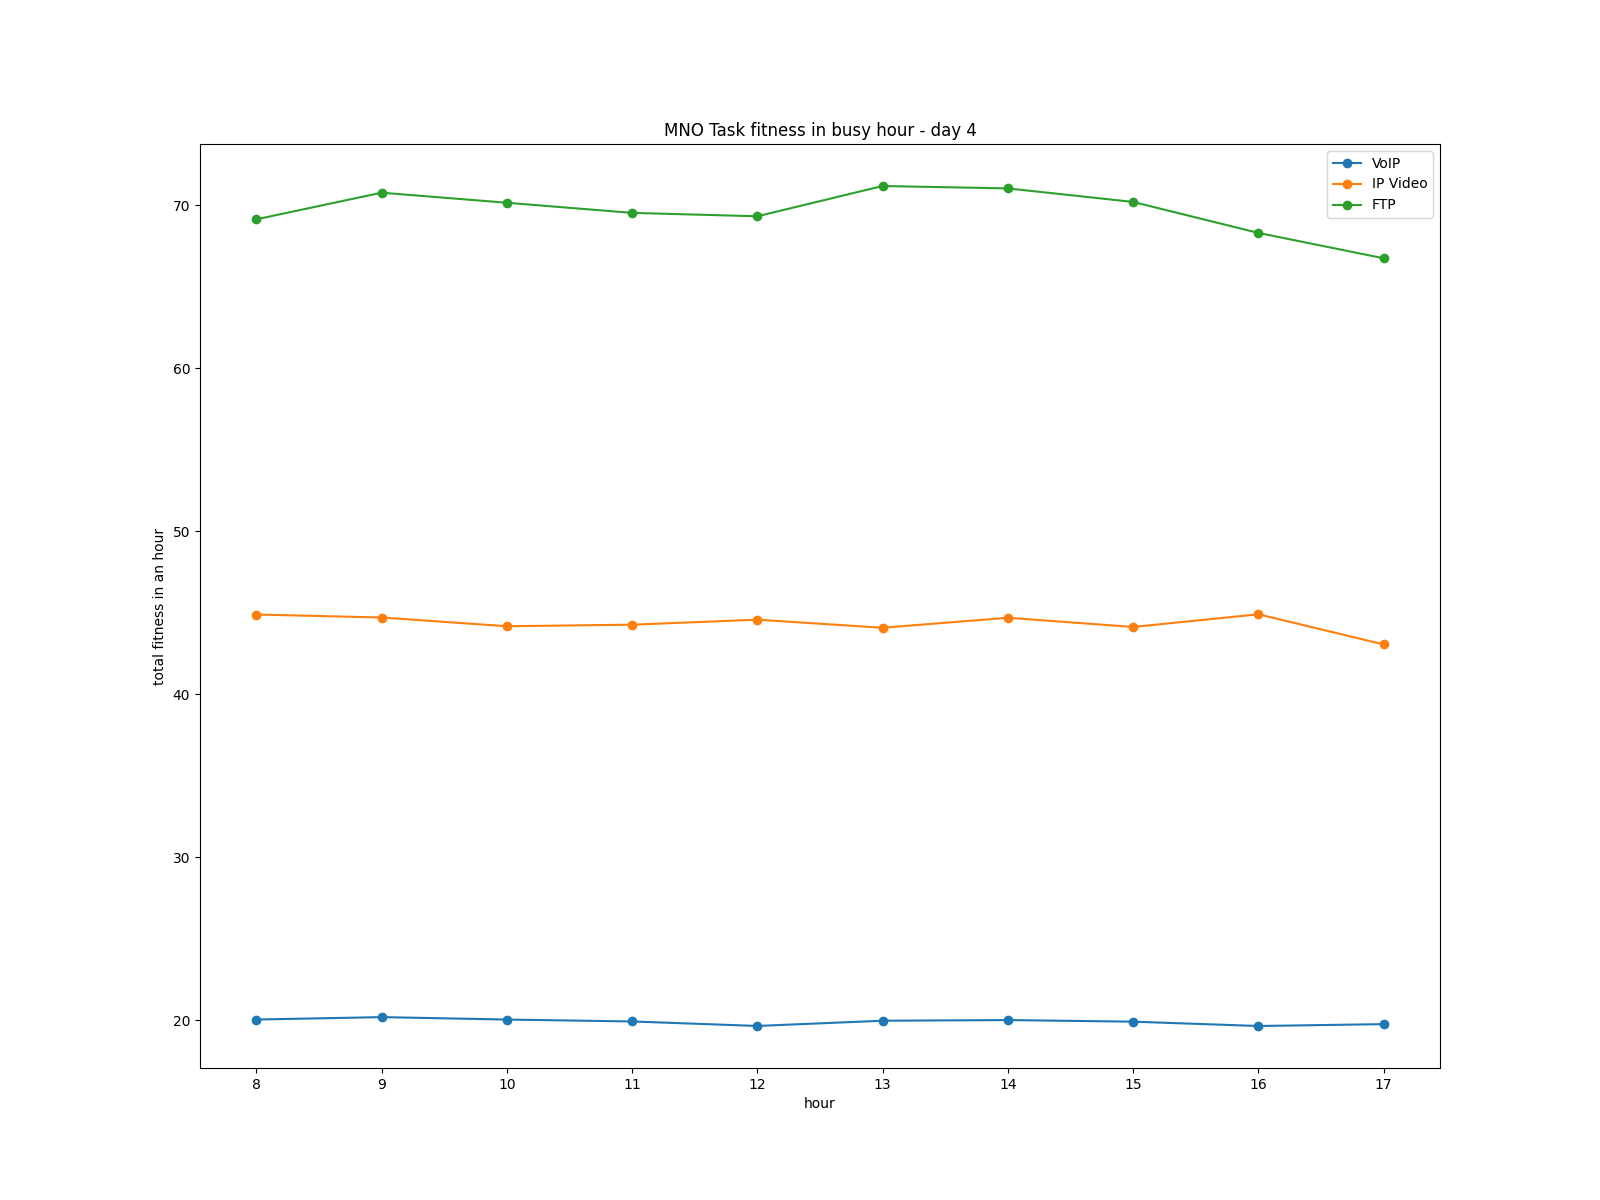 MNO Task fitness in busy hour - day 4
VoIP
IP Video
FTP
70
60
50
40
30
20
total fitness in an hour
8 9 10 11 12 13 14 15 16 17
hour